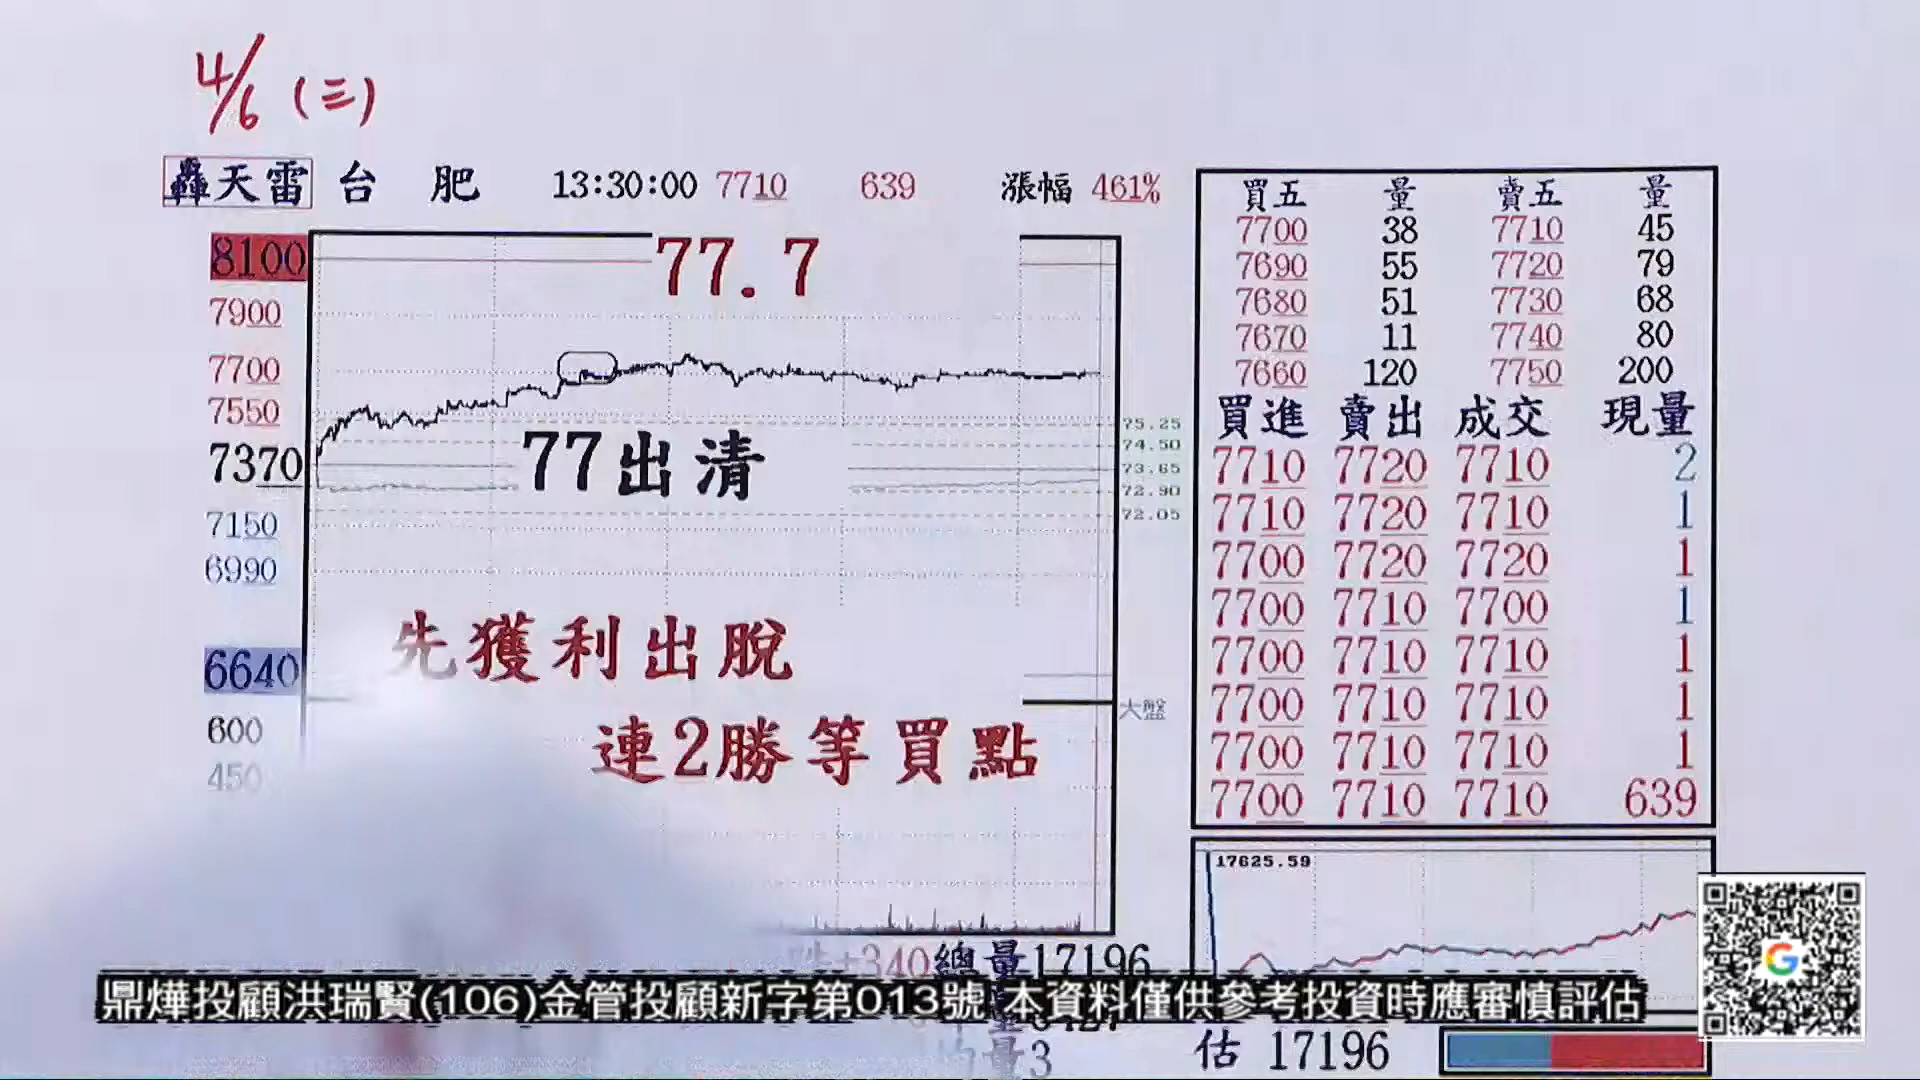 4/6 (三)
轟天雷 台 肥 13:30:00 7710 639 漲幅 461%
8100
7900
7700
7550
7370
7150
6990
6640
600
450
77.7
77出清
75.25
74.50
73.65
72.90
72.05
先獲利出脫
連2勝等買點
大盤
買五 量 賣五 量
7700 38 7710 45
7690 55 7720 79
7680 51 7730 68
7670 11 7740 80
7660 120 7750 200
買進 賣出 成交 現量
7710 7720 7710 2
7710 7720 7710 1
7700 7720 7720 1
7700 7710 7700 1
7700 7710 7710 1
7700 7710 7710 1
7700 7710 7710 1
7700 7710 7710 639
17625.59
+340 總量17196
鼎燁投顧洪瑞賢(106)金管投顧新字第013號 本資料僅供參考投資時應審慎評估
均量3
估 17196